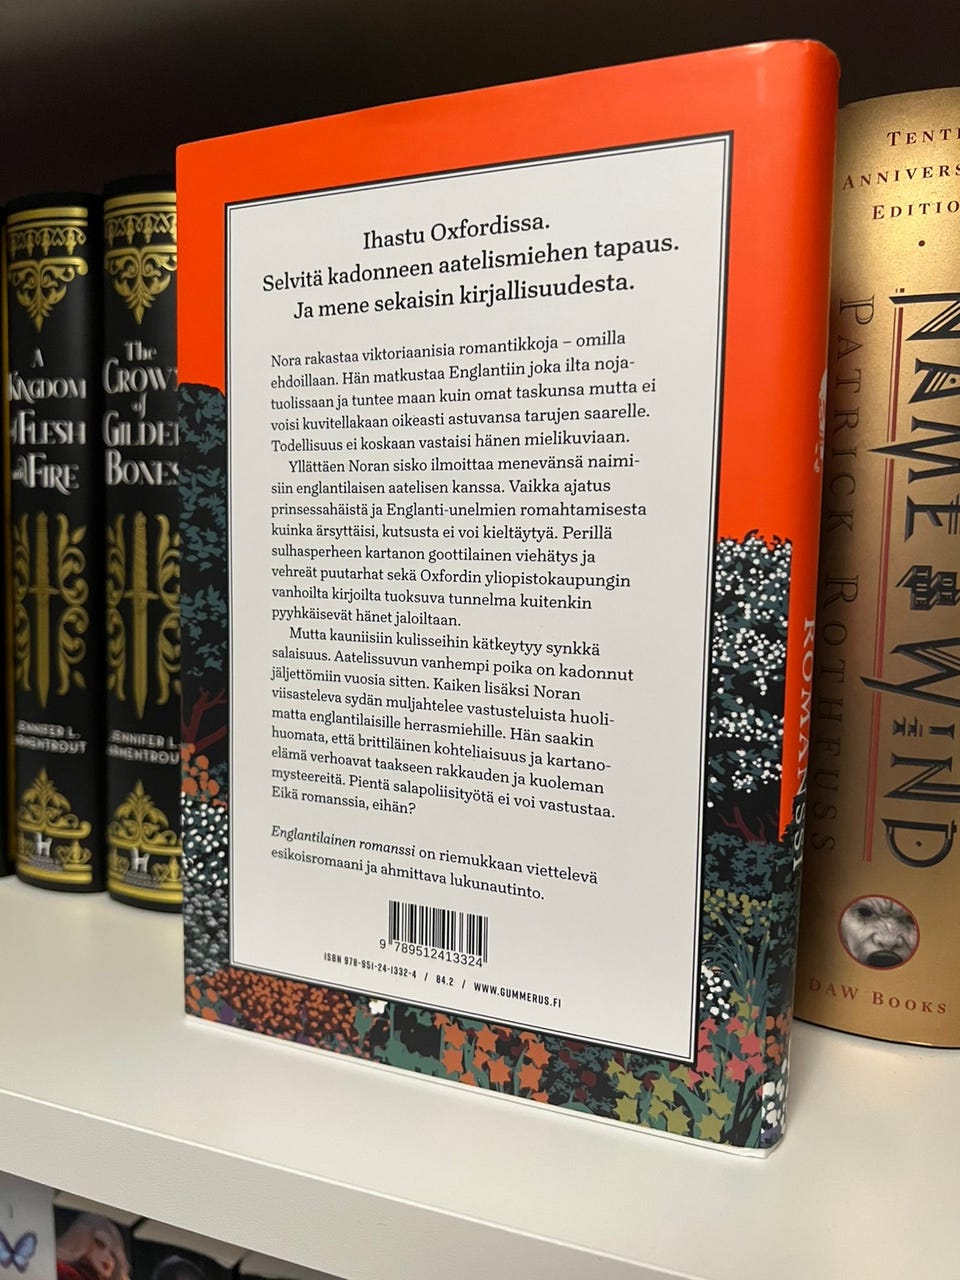 Ihastu Oxfordissa.
Selvitä kadonneen aatelismiehen tapaus.
Ja mene sekaisin kirjallisuudesta.
Nora rakastaa viktoriaanisia romantikkoja – omilla
ehdoillaan. Hän matkustaa Englantiin joka ilta noja-
tuolissaan ja tuntee maan kuin omat taskunsa mutta ei
voisi kuvitellakaan oikeasti astuvansa tarujen saarelle.
Todellisuus ei koskaan vastaisi hänen mielikuviaan.
Yllättäen Noran sisko ilmoittaa menevänsä naimi-
siin englantilaisen aatelisen kanssa. Vaikka ajatus
prinsessahäistä ja Englanti-unelmien romahtamisesta
kuinka ärsyttäisi, kutsusta ei voi kieltäytyä. Perillä
sulhasperheen kartanon goottilainen viehätys ja
vehreät puutarhat sekä Oxfordin yliopistokaupungin
vanhoilta kirjoilta tuoksuva tunnelma kuitenkin
pyyhkäisevät hänet jaloiltaan.
Mutta kauniisiin kulisseihin kätkeytyy synkkä
salaisuus. Aatelissuvun vanhempi poika on kadonnut
jäljettömiin vuosia sitten. Kaiken lisäksi Noran
viisasteleva sydän muljahtelee vastusteluista huoli-
matta englantilaisille herrasmiehille. Hän saakin
huomata, että brittiläinen kohteliaisuus ja kartano-
elämä verhoavat taakseen rakkauden ja kuoleman
mysteereitä. Pientä salapoliisityötä ei voi vastustaa.
Eikä romanssia, eihän?
Englantilainen romanssi on riemukkaan viettelevä
esikoisromaani ja ahmittava lukunautinto.
9 789512413324
ISBN 978-951-24-1332-4 / 84.2 / WWW.GUMMERUS.FI
ROMANSSI
A
KINGDOM
of FLESH
and FIRE
JENNIFER L.
ARMENTROUT
The
CROWN
of
GILDED
BONES
JENNIFER L.
ARMENTROUT
TENTH
ANNIVERSARY
EDITION
PATRICK ROTHFUSS
NAME
OF THE
WIND
DAW BOOKS